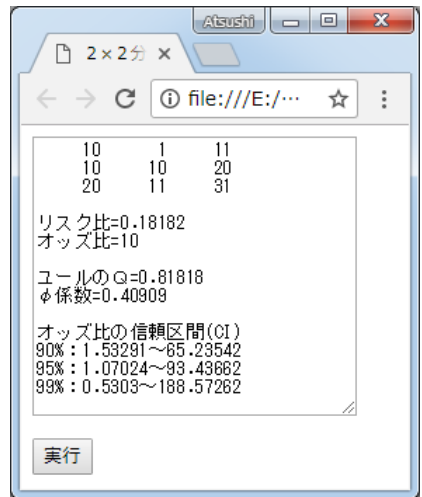 Atsushi
2×2分
file:///E:/…
10 1 11
10 10 20
20 11 31
リスク比=0.18182
オッズ比=10
ユールのQ=0.81818
φ係数=0.40909
オッズ比の信頼区間(CI)
90%：1.53291～65.23542
95%：1.07024～93.43662
99%：0.5303～188.57262
実行